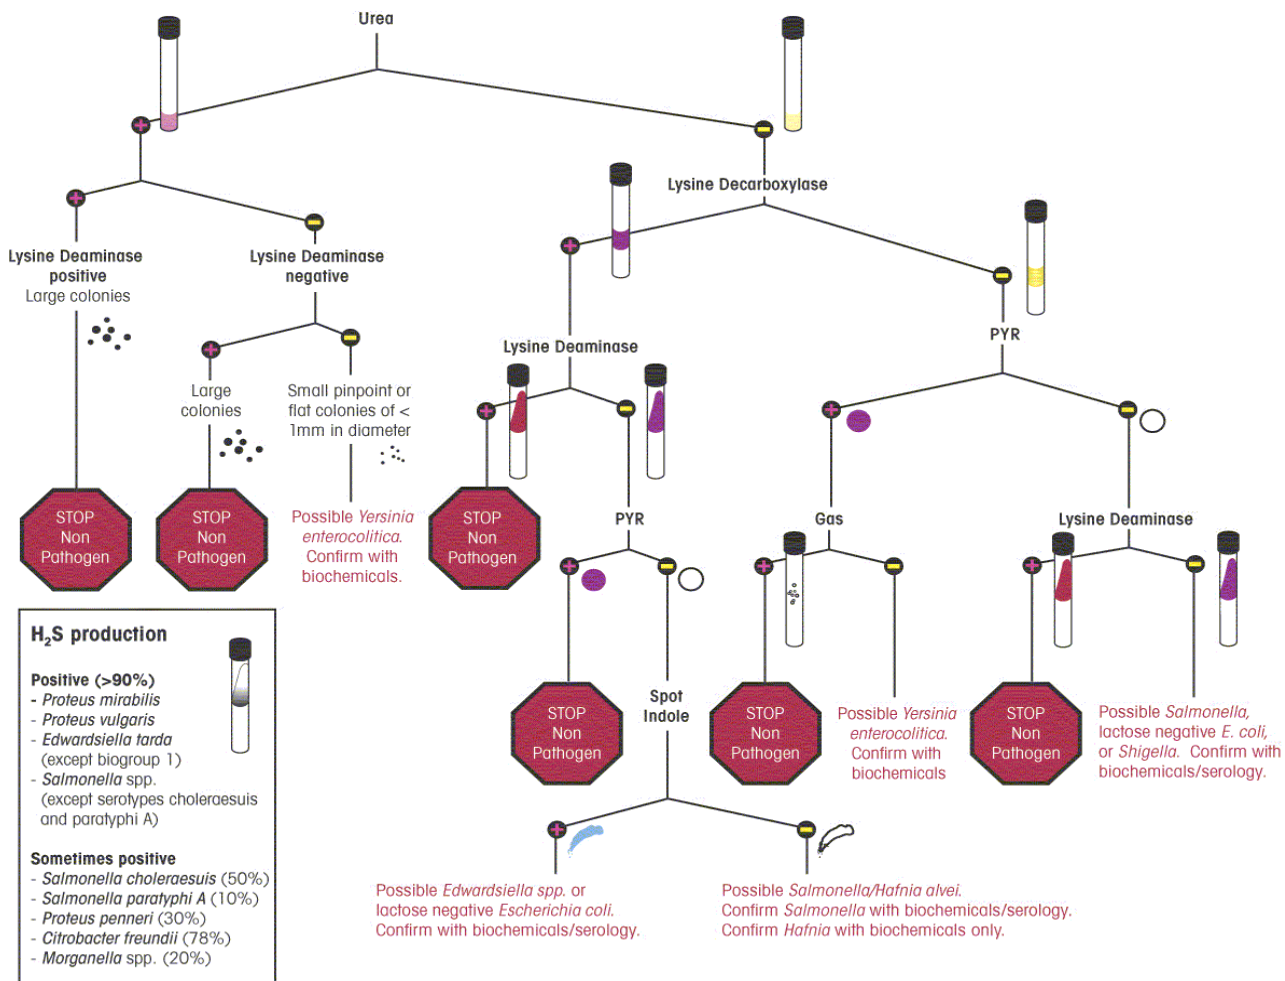 Urea
Lysine Decarboxylase
Lysine Deaminase
positive
Large colonies
Lysine Deaminase
negative
Large
colonies
Small pinpoint or
flat colonies of <
1mm in diameter
Lysine Deaminase
PYR
STOP
Non
Pathogen
STOP
Non
Pathogen
Possible Yersinia
enterocolitica.
Confirm with
biochemicals.
STOP
Non
Pathogen
PYR
Gas
Lysine Deaminase
STOP
Non
Pathogen
Spot
Indole
STOP
Non
Pathogen
Possible Yersinia
enterocolitica.
Confirm with
biochemicals
STOP
Non
Pathogen
Possible Salmonella,
lactose negative E. coli,
or Shigella. Confirm with
biochemicals/serology.
Possible Edwardsiella spp. or
lactose negative Escherichia coli.
Confirm with biochemicals/serology.
Possible Salmonella/Hafnia alvei.
Confirm Salmonella with biochemicals/serology.
Confirm Hafnia with biochemicals only.
H₂S production
Positive (>90%)
- Proteus mirabilis
- Proteus vulgaris
- Edwardsiella tarda
(except biogroup 1)
- Salmonella spp.
(except serotypes choleraesuis
and paratyphi A)
Sometimes positive
- Salmonella choleraesuis (50%)
- Salmonella paratyphi A (10%)
- Proteus penneri (30%)
- Citrobacter freundii (78%)
- Morganella spp. (20%)